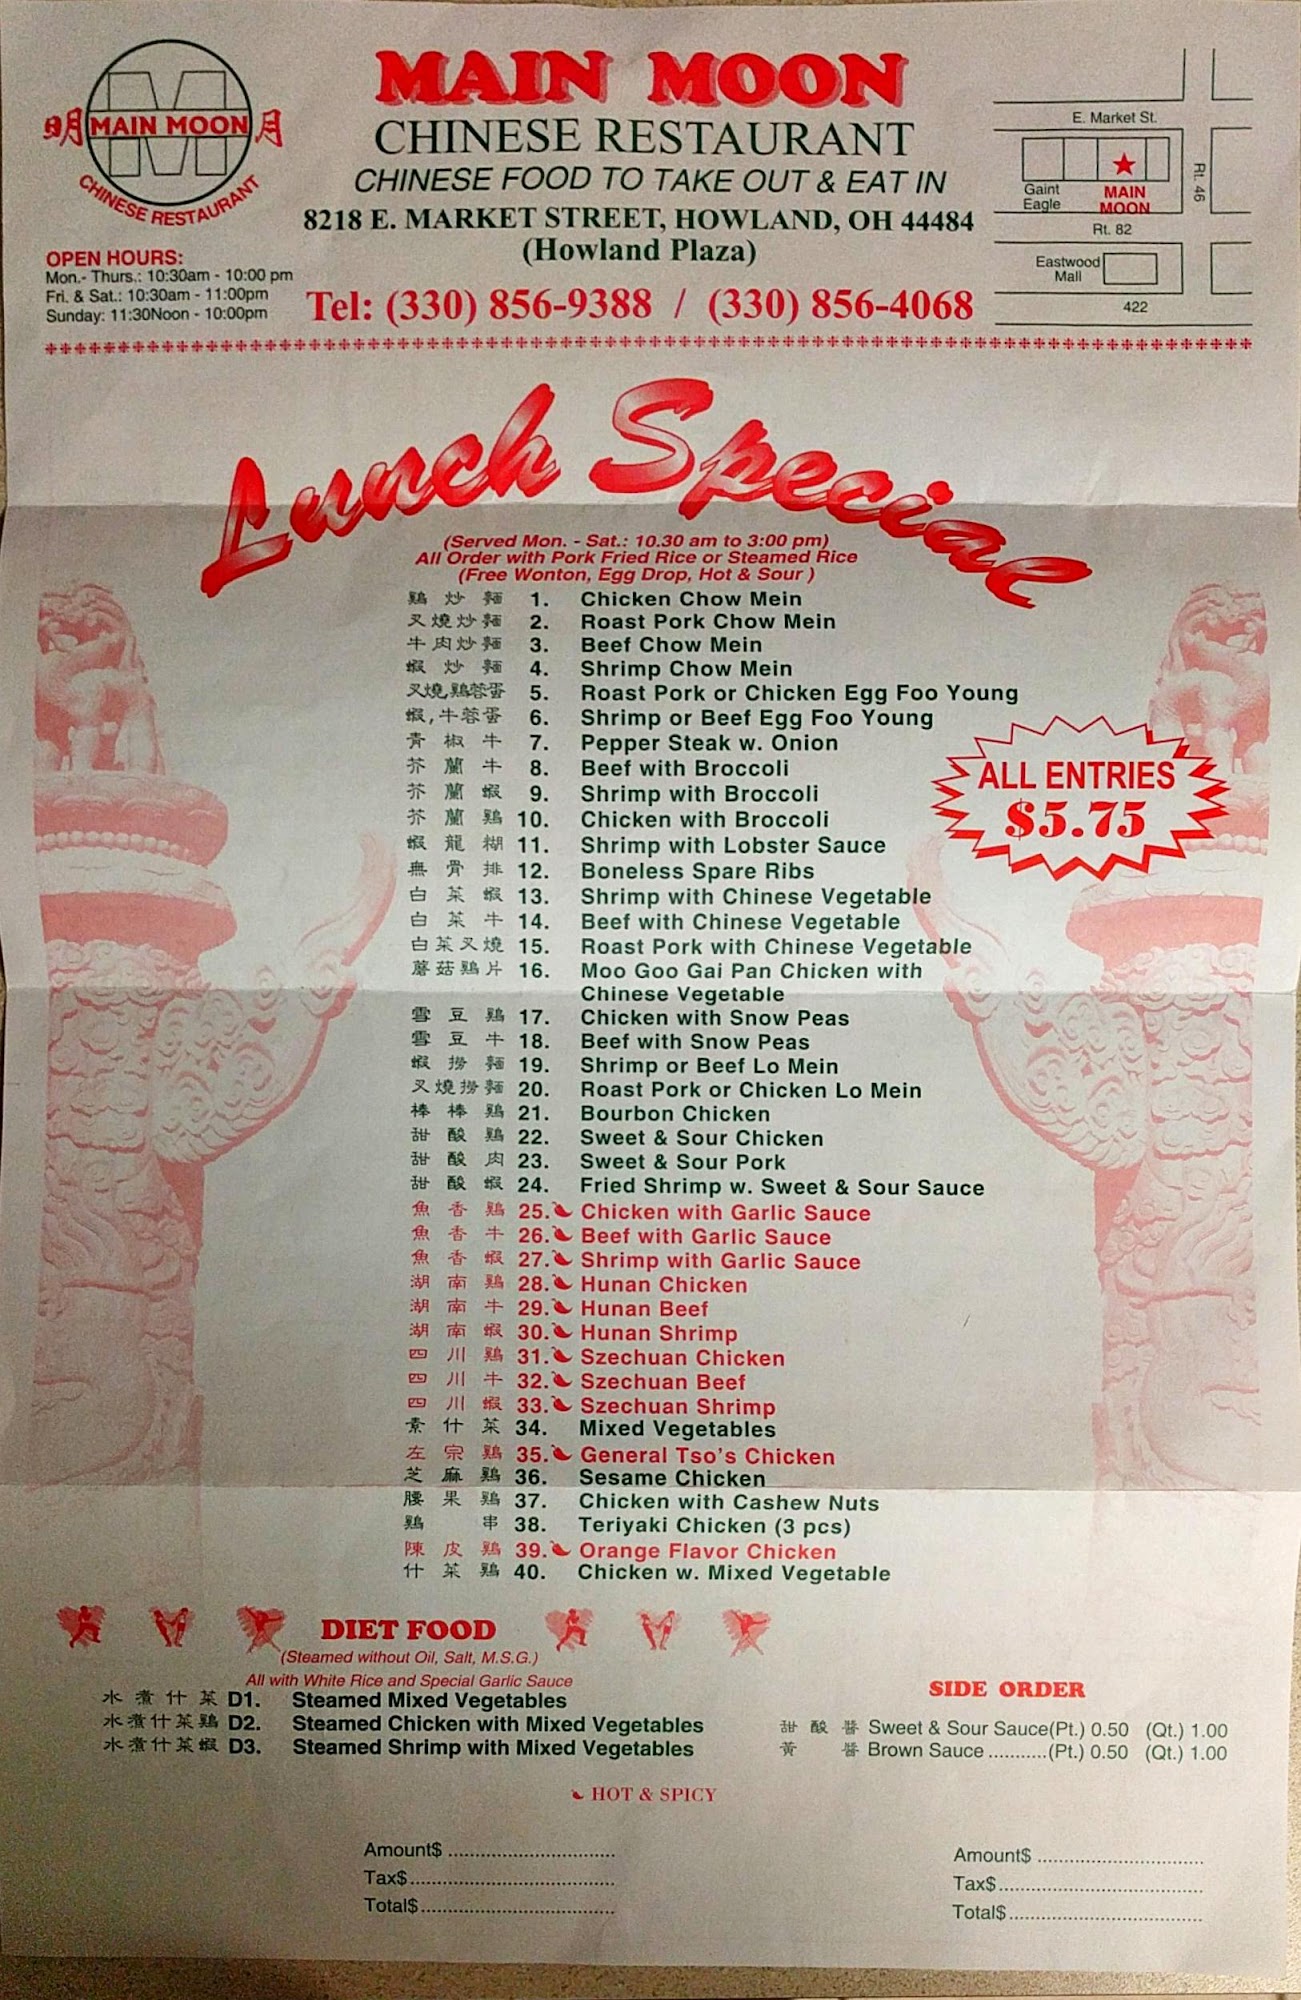 明 MAIN MOON 月
CHINESE RESTAURANT
MAIN MOON
CHINESE RESTAURANT
CHINESE FOOD TO TAKE OUT & EAT IN
8218 E. MARKET STREET, HOWLAND, OH 44484
(Howland Plaza)
Tel: (330) 856-9388 / (330) 856-4068
OPEN HOURS:
Mon.- Thurs.: 10:30am - 10:00 pm
Fri. & Sat.: 10:30am - 11:00pm
Sunday: 11:30Noon - 10:00pm
E. Market St.
Gaint
Eagle
MAIN
MOON
Rt. 46
Rt. 82
Eastwood
Mall
422
Lunch Special
(Served Mon. - Sat.: 10.30 am to 3:00 pm)
All Order with Pork Fried Rice or Steamed Rice
(Free Wonton, Egg Drop, Hot & Sour )
鷄炒麵 1. Chicken Chow Mein
叉燒炒麵 2. Roast Pork Chow Mein
牛肉炒麵 3. Beef Chow Mein
蝦炒麵 4. Shrimp Chow Mein
叉燒,鷄蓉蛋 5. Roast Pork or Chicken Egg Foo Young
蝦,牛蓉蛋 6. Shrimp or Beef Egg Foo Young
青椒牛 7. Pepper Steak w. Onion
芥蘭牛 8. Beef with Broccoli
芥蘭蝦 9. Shrimp with Broccoli
芥蘭鷄 10. Chicken with Broccoli
蝦龍糊 11. Shrimp with Lobster Sauce
無骨排 12. Boneless Spare Ribs
白菜蝦 13. Shrimp with Chinese Vegetable
白菜牛 14. Beef with Chinese Vegetable
白菜叉燒 15. Roast Pork with Chinese Vegetable
蘑菇鷄片 16. Moo Goo Gai Pan Chicken with
Chinese Vegetable
雪豆鷄 17. Chicken with Snow Peas
雪豆牛 18. Beef with Snow Peas
蝦撈麵 19. Shrimp or Beef Lo Mein
叉燒撈麵 20. Roast Pork or Chicken Lo Mein
棒棒鷄 21. Bourbon Chicken
甜酸鷄 22. Sweet & Sour Chicken
甜酸肉 23. Sweet & Sour Pork
甜酸蝦 24. Fried Shrimp w. Sweet & Sour Sauce
魚香鷄 25. Chicken with Garlic Sauce
魚香牛 26. Beef with Garlic Sauce
魚香蝦 27. Shrimp with Garlic Sauce
湖南鷄 28. Hunan Chicken
湖南牛 29. Hunan Beef
湖南蝦 30. Hunan Shrimp
四川鷄 31. Szechuan Chicken
四川牛 32. Szechuan Beef
四川蝦 33. Szechuan Shrimp
素什菜 34. Mixed Vegetables
左宗鷄 35. General Tso's Chicken
芝麻鷄 36. Sesame Chicken
腰果鷄 37. Chicken with Cashew Nuts
鷄串 38. Teriyaki Chicken (3 pcs)
陳皮鷄 39. Orange Flavor Chicken
什菜鷄 40. Chicken w. Mixed Vegetable
ALL ENTRIES
$5.75
DIET FOOD
(Steamed without Oil, Salt, M.S.G.)
All with White Rice and Special Garlic Sauce
水煮什菜 D1. Steamed Mixed Vegetables
水煮什菜鷄 D2. Steamed Chicken with Mixed Vegetables
水煮什菜蝦 D3. Steamed Shrimp with Mixed Vegetables
SIDE ORDER
甜酸醬 Sweet & Sour Sauce(Pt.) 0.50 (Qt.) 1.00
黃醬 Brown Sauce ...........(Pt.) 0.50 (Qt.) 1.00
HOT & SPICY
Amount$ ..............................
Tax$.....................................
Total$...................................
Amount$ ..............................
Tax$.....................................
Total$...................................